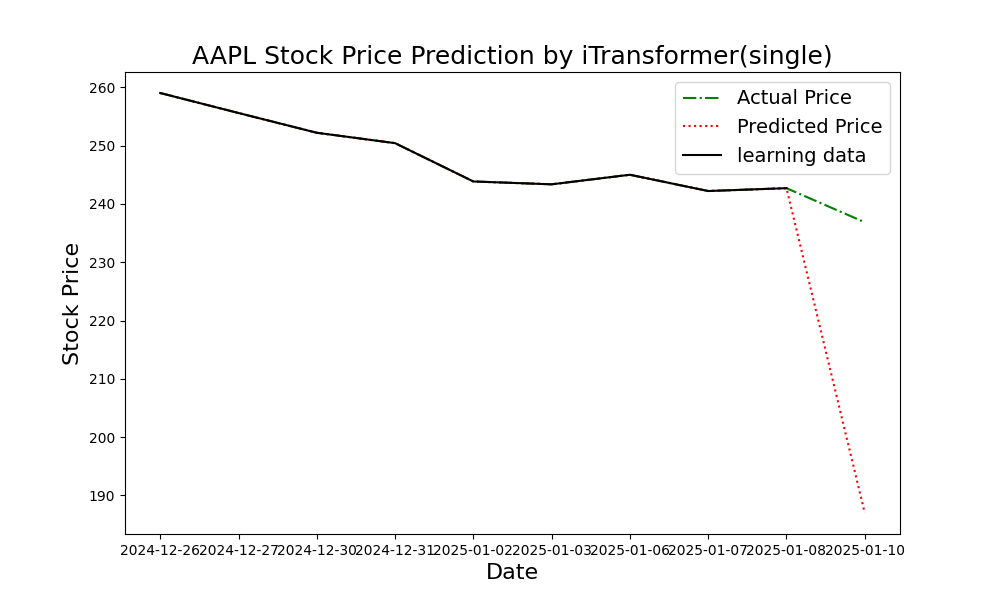 AAPL Stock Price Prediction by iTransformer(single)
Actual Price
Predicted Price
learning data
260
250
240
230
220
210
200
190
Stock Price
2024-12-26 2024-12-27 2024-12-30 2024-12-31 2025-01-02 2025-01-03 2025-01-06 2025-01-07 2025-01-08 2025-01-10
Date